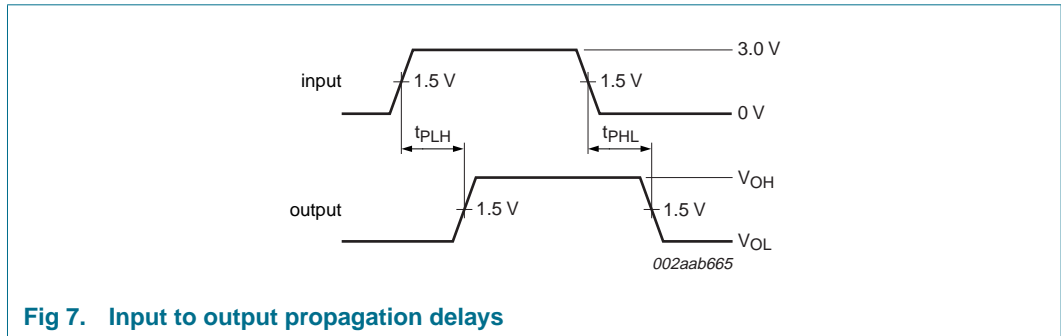 3.0 V
input
1.5 V
1.5 V
0 V
tPLH
tPHL
VOH
output
1.5 V
1.5 V
VOL
002aab665
Fig 7. Input to output propagation delays